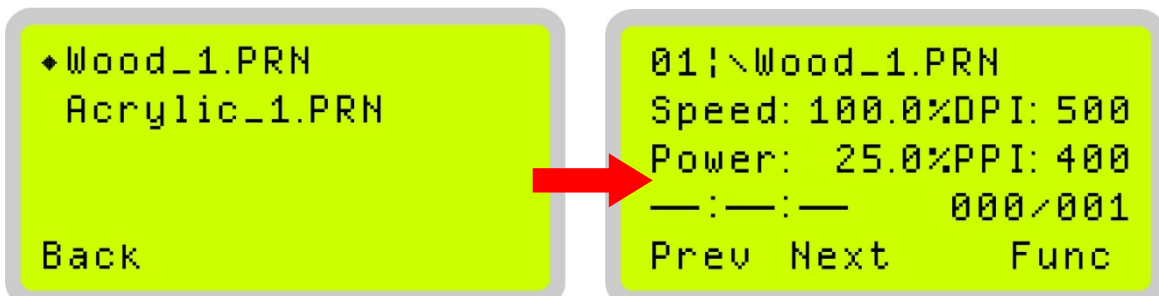 ◆Wood_1.PRN
Acrylic_1.PRN
Back
01¦\Wood_1.PRN
Speed: 100.0%DPI: 500
Power: 25.0%PPI: 400
——:——:—— 000/001
Prev Next Func